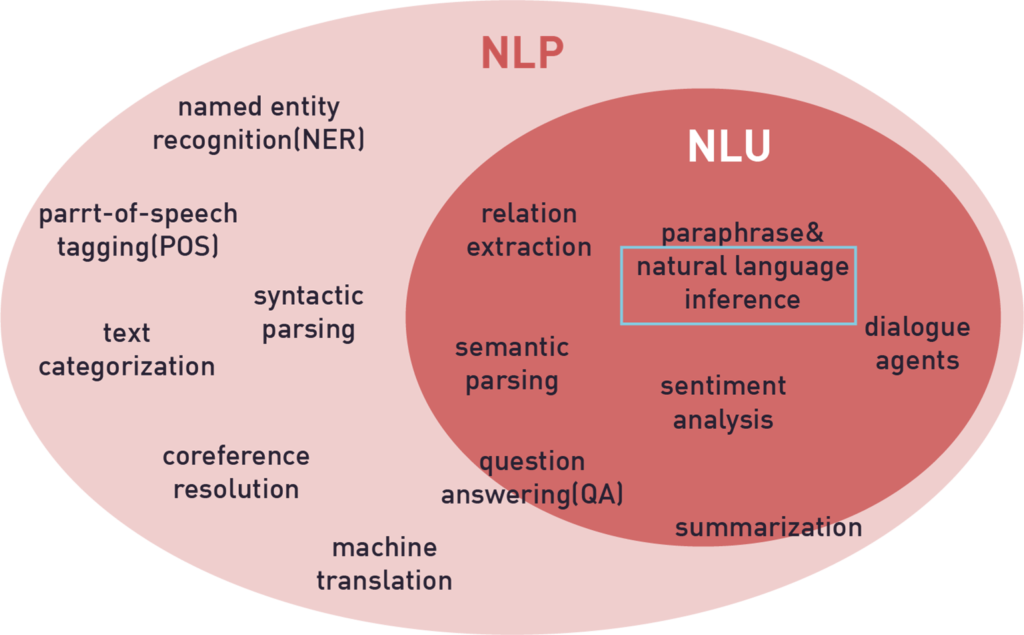 NLP
named entity
recognition(NER)
parrt-of-speech
tagging(POS)
syntactic
parsing
text
categorization
coreference
resolution
machine
translation
NLU
relation
extraction
paraphrase&
natural language
inference
dialogue
agents
semantic
parsing
sentiment
analysis
question
answering(QA)
summarization